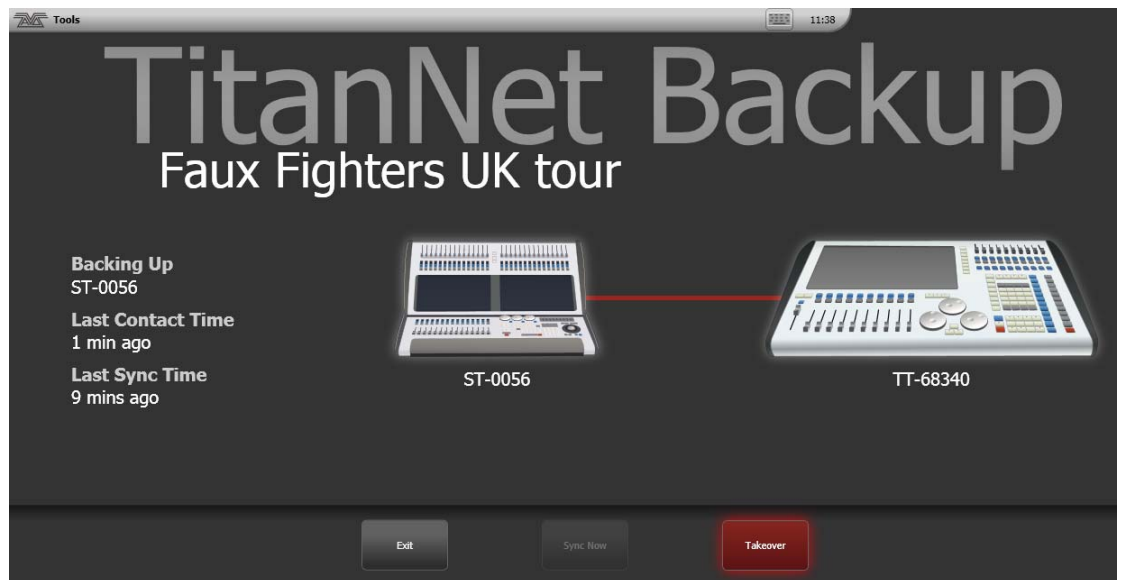 Tools
11:38
TitanNet Backup
Faux Fighters UK tour
Backing Up
ST-0056
Last Contact Time
1 min ago
Last Sync Time
9 mins ago
ST-0056
TT-68340
Exit
Sync Now
Takeover